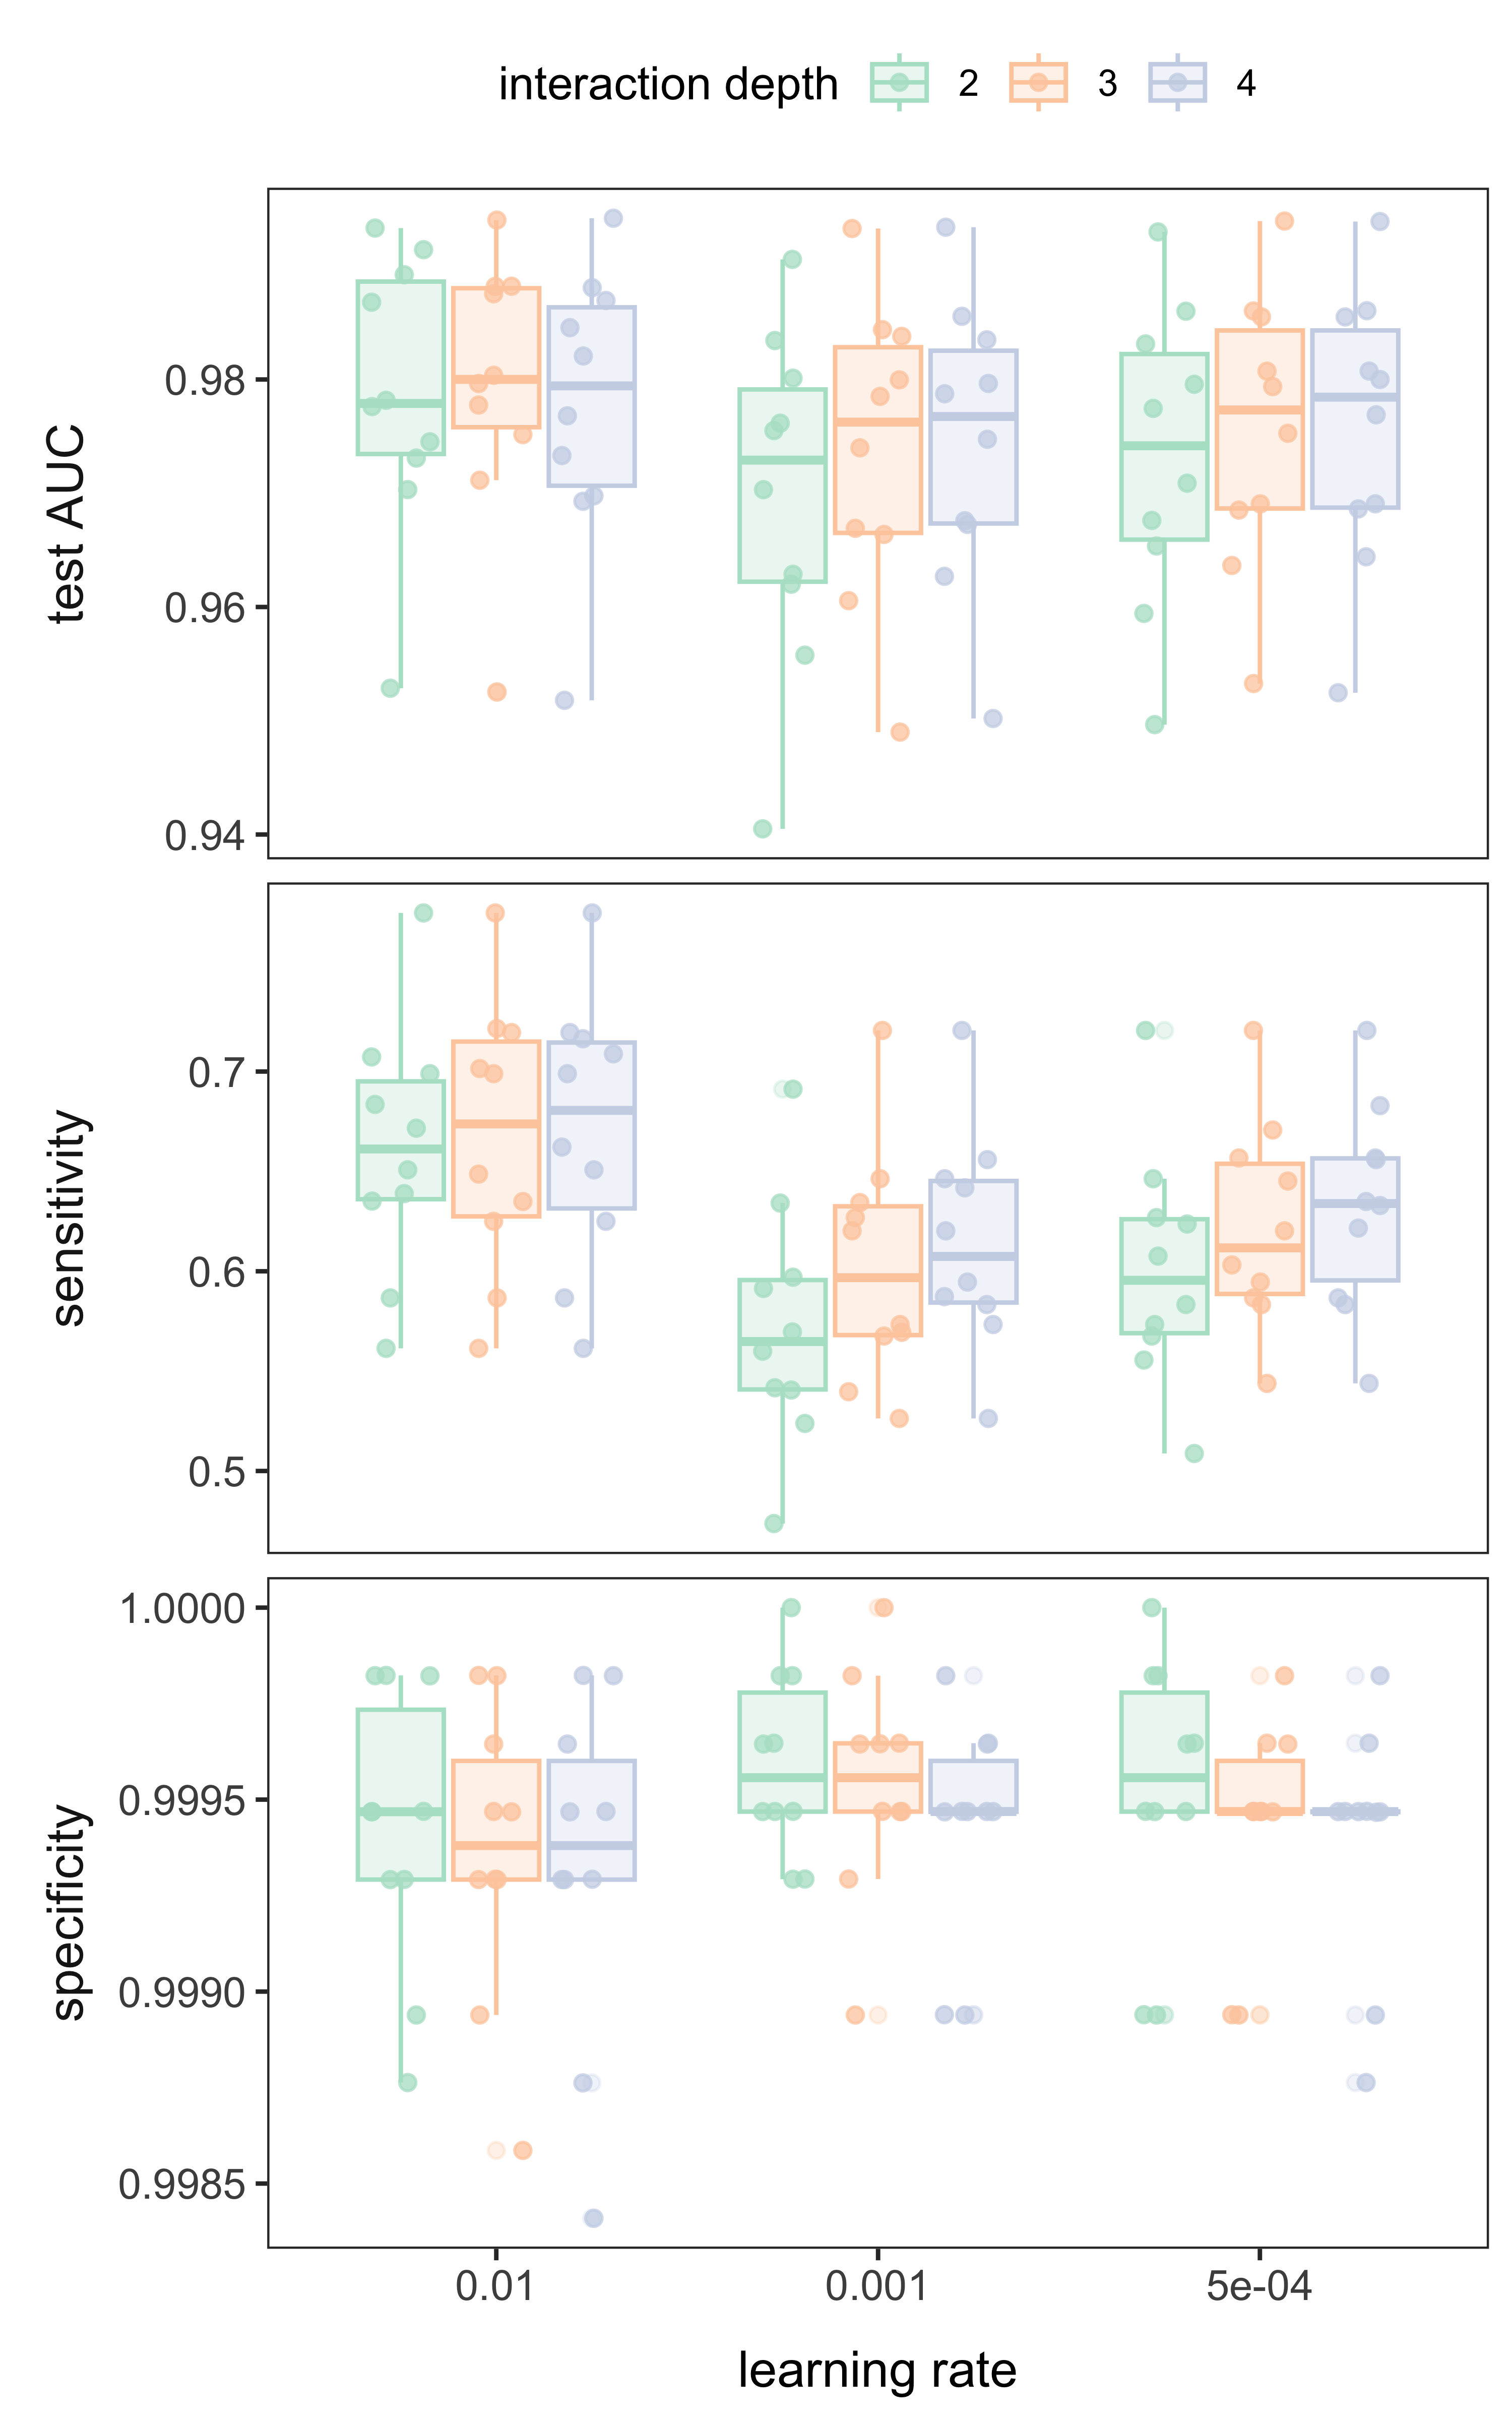 interaction depth 2 3 4
test AUC
0.98
0.96
0.94
sensitivity
0.7
0.6
0.5
specificity
1.0000
0.9995
0.9990
0.9985
0.01 0.001 5e-04
learning rate